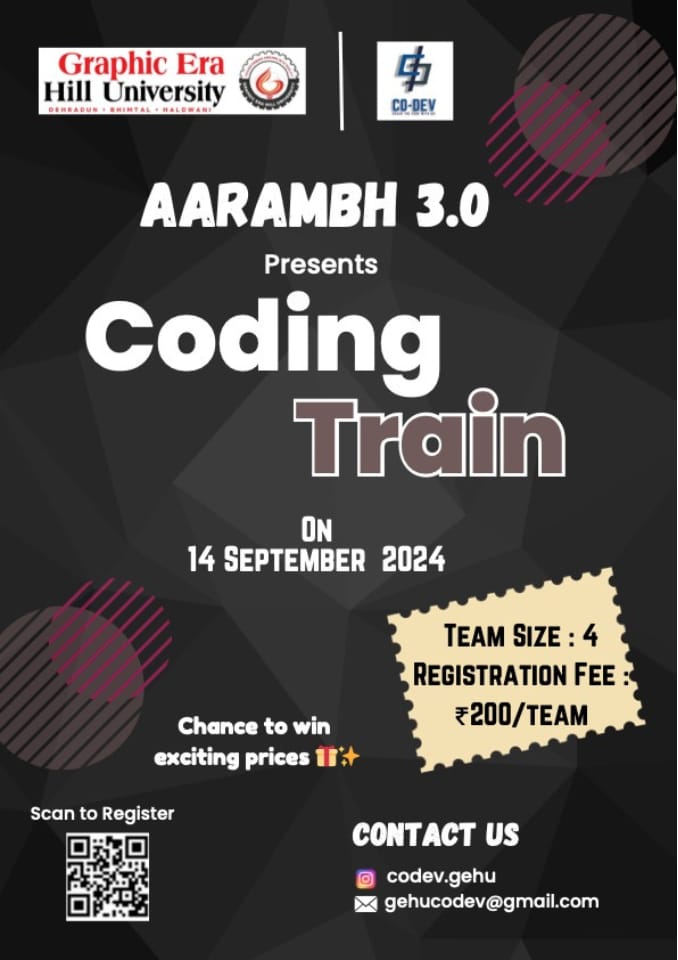 Graphic Era
Hill University
DEHRADUN • BHIMTAL • HALDWANI
CO-DEV
AARAMBH 3.0
Presents
Coding
Train
On
14 September 2024
Team Size : 4
Registration Fee :
₹200/team
Chance to win
exciting prices
Scan to Register
CONTACT US
codev.gehu
gehucodev@gmail.com